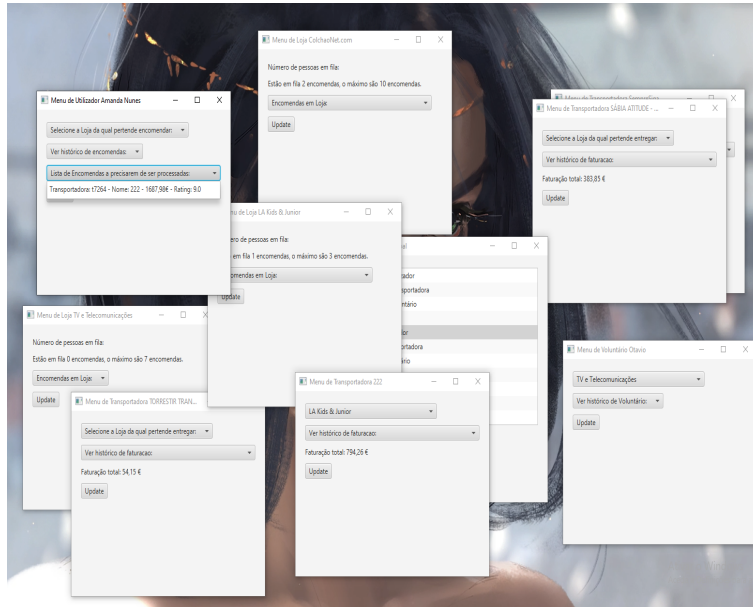 Menu de Loja ColchaoNet.com
Número de pessoas em fila:
Estão em fila 2 encomendas, o máximo são 10 encomendas.
Encomendas em Loja:
Update
Menu de Utilizador Amanda Nunes
Selecione a Loja da qual pertende encomendar:
Ver histórico de encomendas:
Lista de Encomendas a precisarem de ser processadas:
Transportadora: t7264 - Nome: 222 - 1687,98€ - Rating: 9.0
Menu de Transportadora
Menu de Transportadora SÁBIA ATITUDE - ...
Selecione a Loja da qual pertende entregar:
Ver histórico de faturacao:
Faturação total: 383,85 €
Update
nu de Loja LA Kids & Junior
ero de pessoas em fila:
em fila 1 encomendas, o máximo são 3 encomendas.
omendas em Loja:
Update
zador
sportadora
ntário
dor
ortadora
ário
Menu de Loja TV e Telecomunicações
Número de pessoas em fila:
Estão em fila 0 encomendas, o máximo são 7 encomendas.
Encomendas em Loja:
Update
Menu de Transportadora TORRESTIR TRAN...
Selecione a Loja da qual pertende entregar:
Ver histórico de faturacao:
Faturação total: 54,15 €
Update
Menu de Transportadora 222
LA Kids & Junior
Ver histórico de faturacao:
Faturação total: 794,26 €
Update
Menu de Voluntário Otavio
TV e Telecomunicações
Ver histórico de Voluntário:
Update